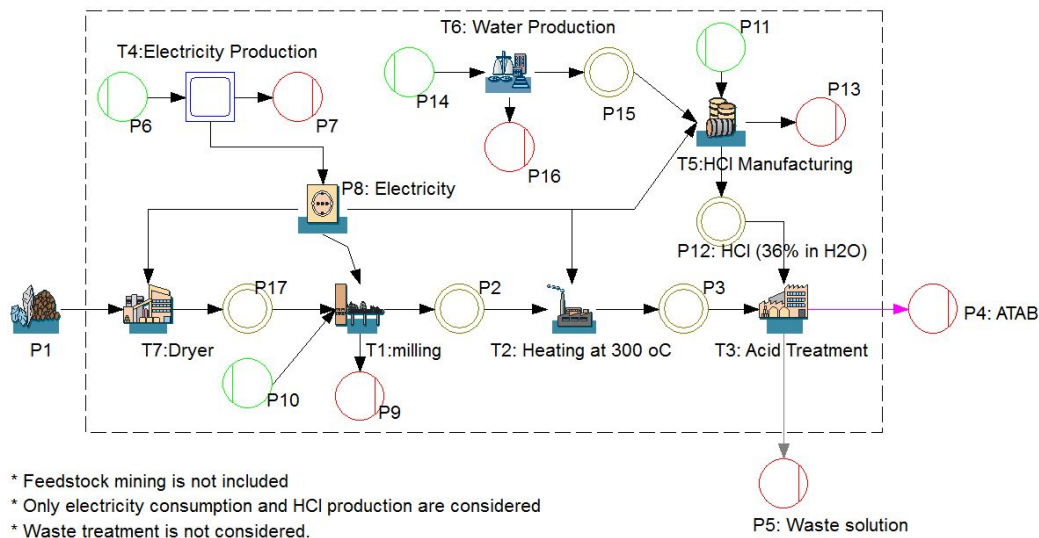 T6: Water Production
P11
T4:Electricity Production
P6
P7
P14
P15
P13
P16
T5:HCl Manufacturing
P8: Electricity
P12: HCl (36% in H2O)
P17
P2
P3
P1
T7:Dryer
T1:milling
T2: Heating at 300 oC
T3: Acid Treatment
P4: ATAB
P10
P9
P5: Waste solution
* Feedstock mining is not included
* Only electricity consumption and HCl production are considered
* Waste treatment is not considered.